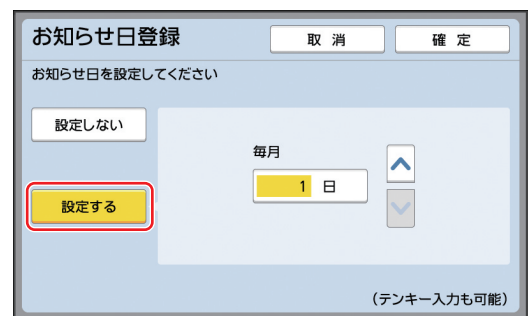 お知らせ日登録
取 消
確 定
お知らせ日を設定してください
設定しない
毎月
1 日
設定する
(テンキー入力も可能)